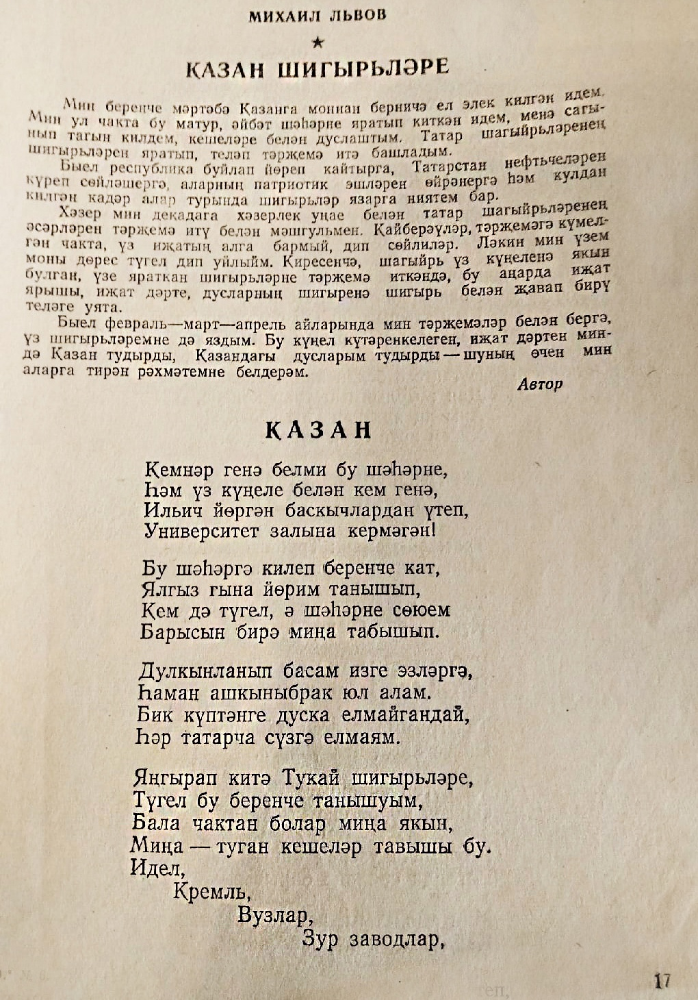 МИХАИЛ ЛЬВОВ
★
КАЗАН ШИГЫРЬЛӘРЕ
Мин беренче мәртәбә Казанга моннан берничә ел элек килгән идем.
Мин ул чакта бу матур, әйбәт шәһәрне яратып киткән идем, менә сагы-
нып тагын килдем, кешеләре белән дуслаштым. Татар шагыйрьләренең
шигырьләрен яратып, теләп тәрҗемә итә башладым.
Быел республика буйлап йөреп кайтырга, Татарстан нефтьчеләрен
күреп сөйләшергә, аларның патриотик эшләрен өйрәнергә һәм кулдан
килгән кадәр алар турында шигырьләр язарга ниятем бар.
Хәзер мин декадага хәзерлек уңае белән татар шагыйрьләренең
әсәрләрен тәрҗемә итү белән мәшгульмен. Кайберәүләр, тәрҗемәгә күмел-
гән чакта, үз иҗатың алга бармый, дип сөйлиләр. Ләкин мин үзем
моны дөрес түгел дип уйлыйм. Киресенчә, шагыйрь үз күңеленә якын
булган, үзе яраткан шигырьләрне тәрҗемә иткәндә, бу аңарда иҗат
ярышы, иҗат дәрте, дусларның шигыренә шигырь белән җавап бирү
теләге уята.
Быел февраль—март—апрель айларында мин тәрҗемәләр белән бергә,
үз шигырьләремне дә яздым. Бу күңел күтәренкелеген, иҗат дәртен мин-
дә Казан тудырды, Казандагы дусларым тудырды — шуның өчен мин
аларга тирән рәхмәтемне белдерәм.
Автор
КАЗАН
Кемнәр генә белми бу шәһәрне,
Һәм үз күңеле белән кем генә,
Ильич йөргән баскычлардан үтеп,
Университет залына кермәгән!
Бу шәһәргә килеп беренче кат,
Ялгыз гына йөрим танышып,
Кем дә түгел, ә шәһәрне сөюем
Барысын бирә миңа табышып.
Дулкынланып басам изге эзләргә,
Һаман ашкыныбрак юл алам.
Бик күптәнге дуска елмайгандай,
Һәр татарча сүзгә елмаям.
Яңгырап китә Тукай шигырьләре,
Түгел бу беренче танышуым,
Бала чактан болар миңа якын,
Миңа — туган кешеләр тавышы бу.
Идел,
Кремль,
Вузлар,
Зур заводлар,
17